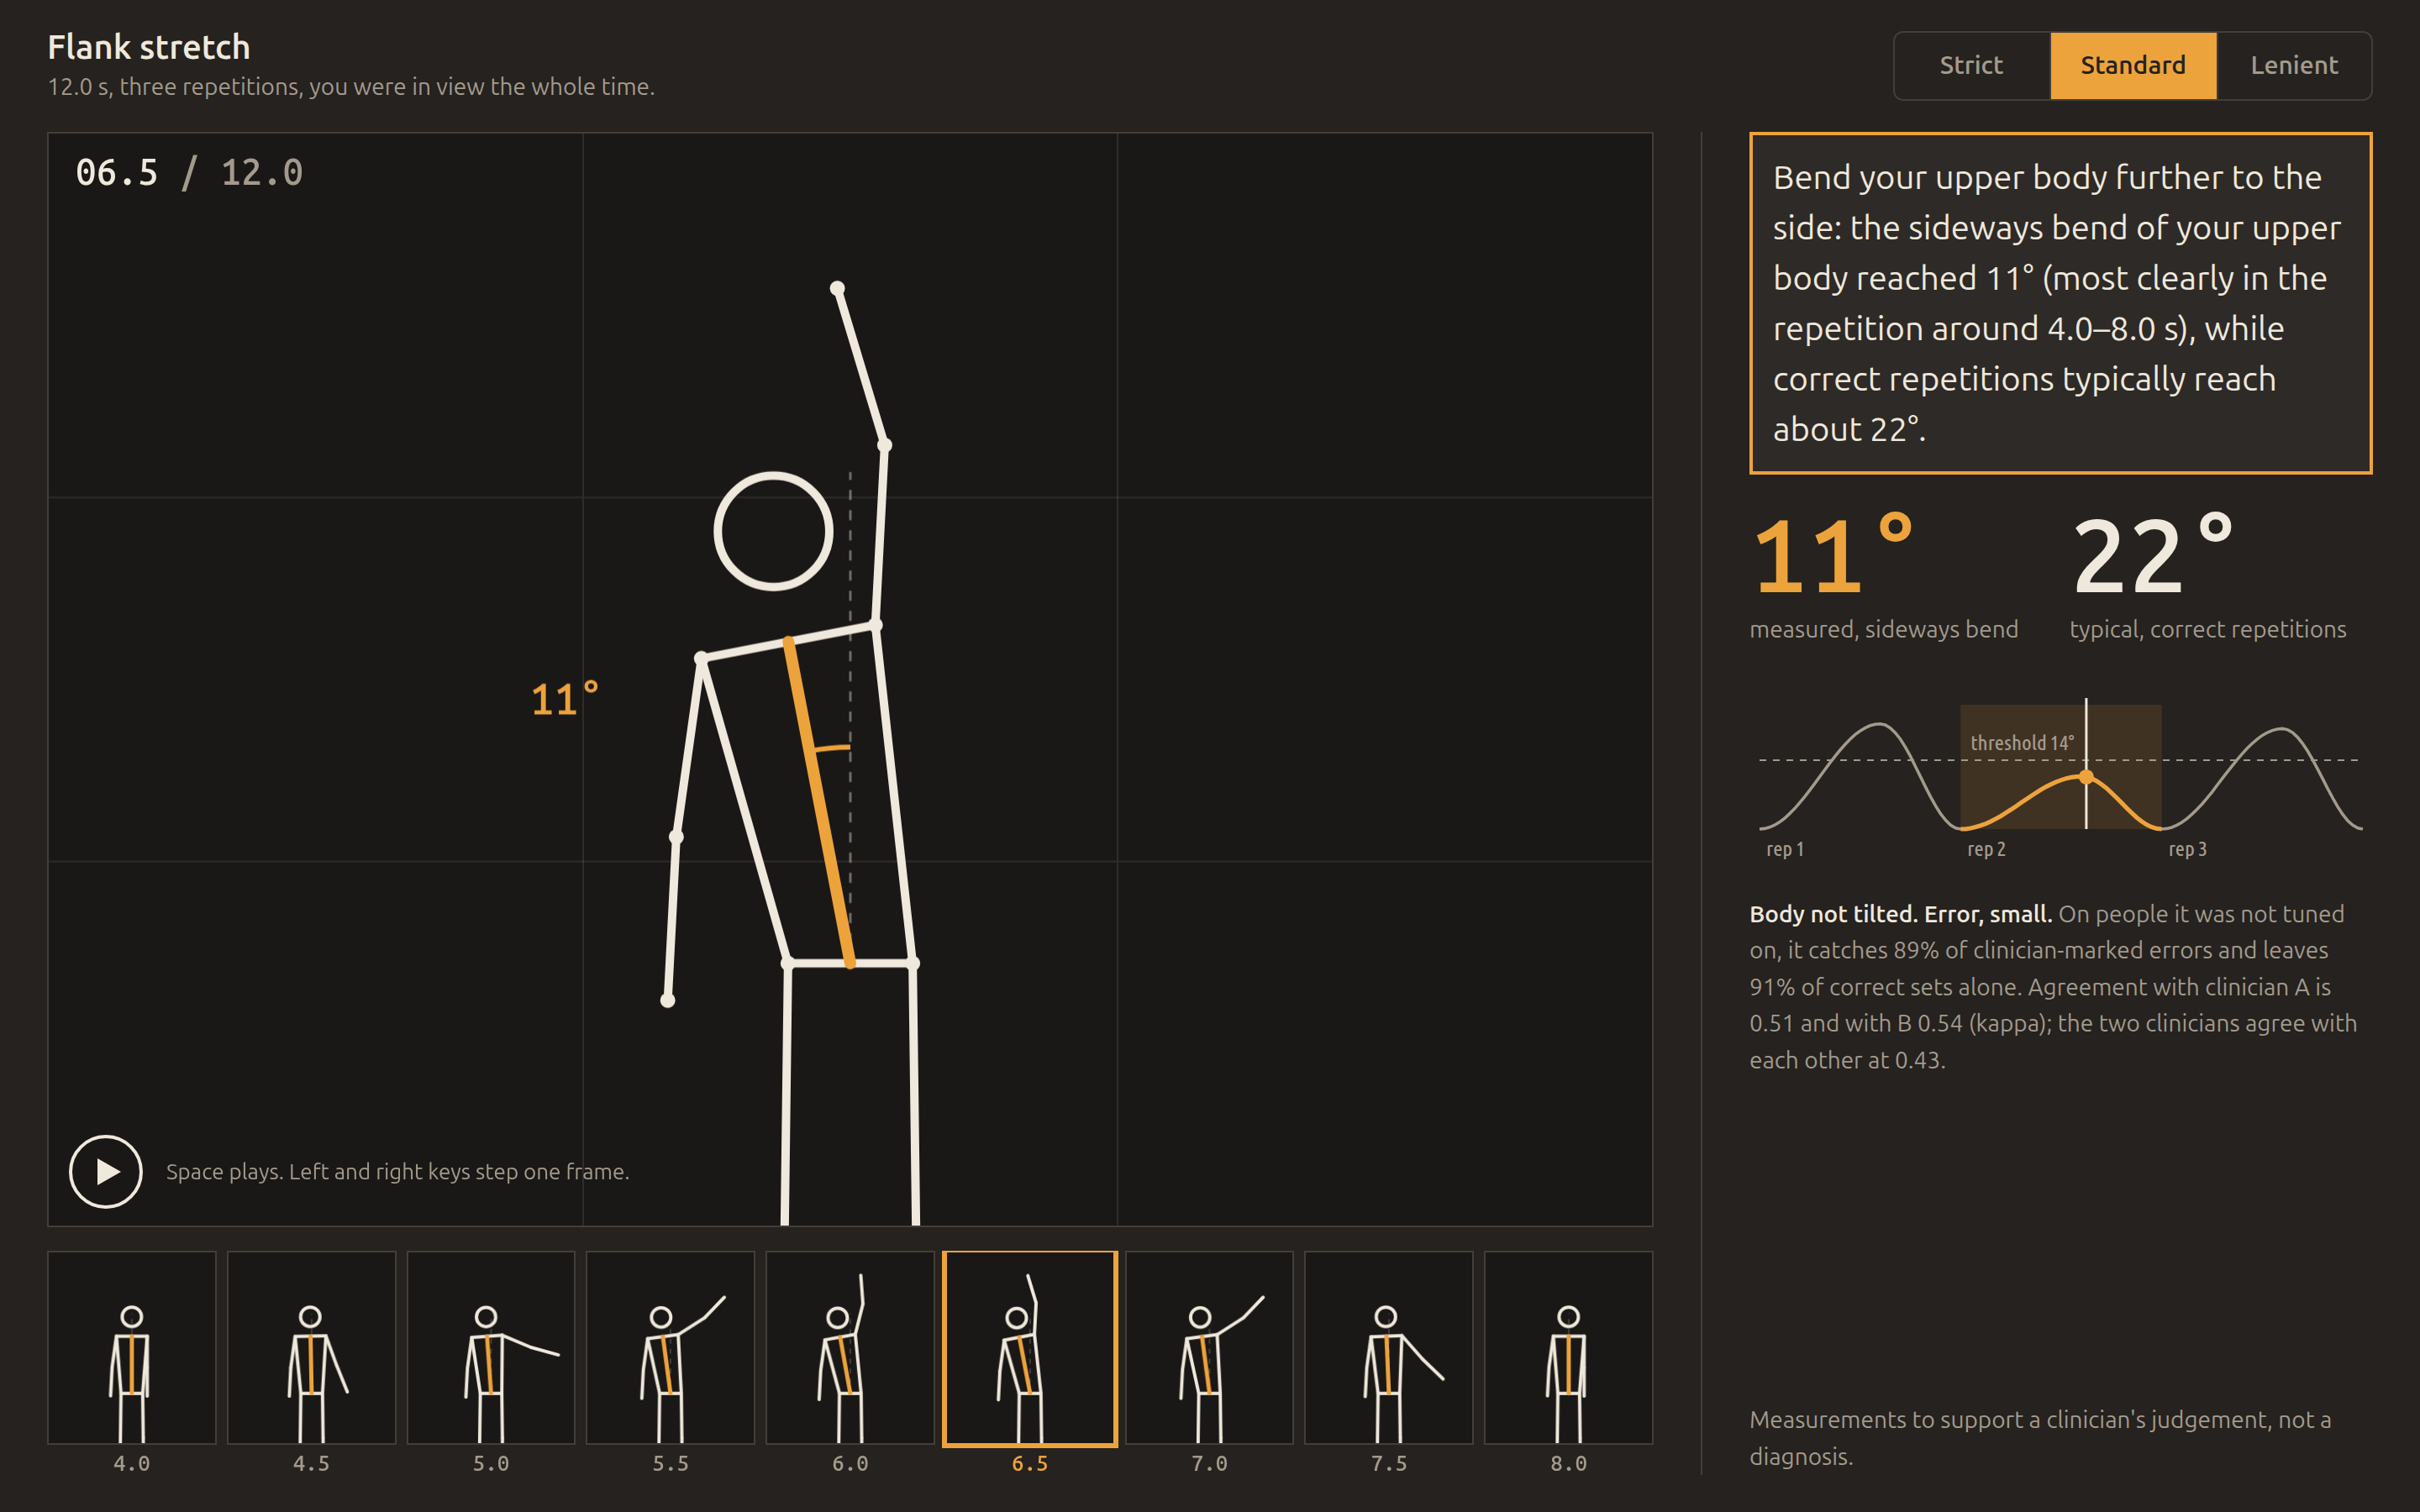 Flank stretch
12.0 s, three repetitions, you were in view the whole time.
Strict
Standard
Lenient
06.5 / 12.0
11°
Space plays. Left and right keys step one frame.
4.0
4.5
5.0
5.5
6.0
6.5
7.0
7.5
8.0
Bend your upper body further to the
side: the sideways bend of your upper
body reached 11° (most clearly in the
repetition around 4.0–8.0 s), while
correct repetitions typically reach
about 22°.
11°
measured, sideways bend
22°
typical, correct repetitions
threshold 14°
rep 1
rep 2
rep 3
Body not tilted. Error, small. On people it was not tuned
on, it catches 89% of clinician-marked errors and leaves
91% of correct sets alone. Agreement with clinician A is
0.51 and with B 0.54 (kappa); the two clinicians agree with
each other at 0.43.
Measurements to support a clinician's judgement, not a
diagnosis.